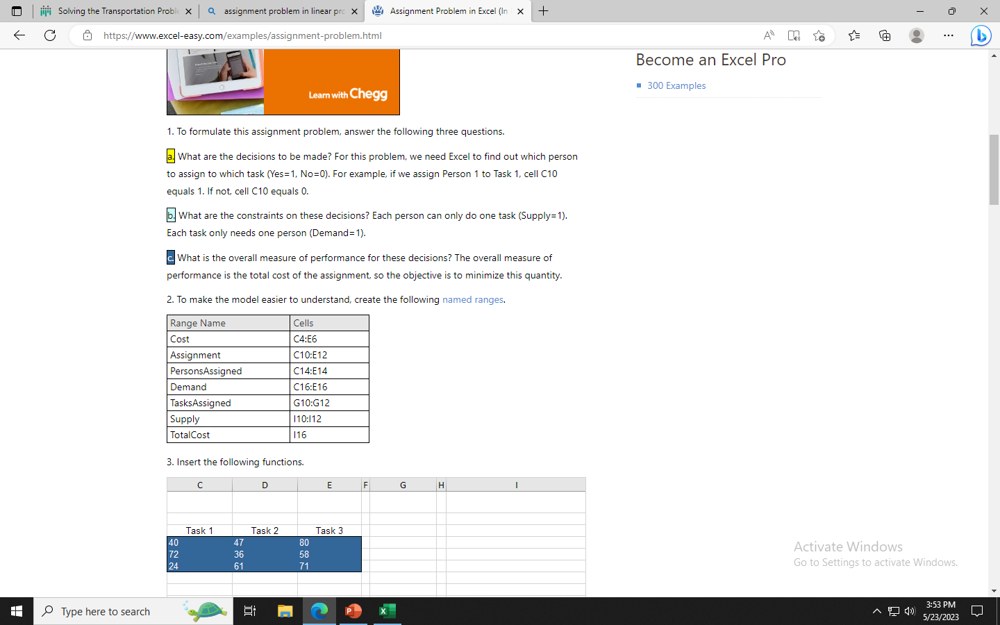 Solving the Transportation Proble
assignment problem in linear pro
Assignment Problem in Excel (In
https://www.excel-easy.com/examples/assignment-problem.html
Learn with Chegg
Become an Excel Pro
300 Examples
1. To formulate this assignment problem, answer the following three questions.
a. What are the decisions to be made? For this problem, we need Excel to find out which person
to assign to which task (Yes=1, No=0). For example, if we assign Person 1 to Task 1, cell C10
equals 1. If not, cell C10 equals 0.
b. What are the constraints on these decisions? Each person can only do one task (Supply=1).
Each task only needs one person (Demand=1).
c. What is the overall measure of performance for these decisions? The overall measure of
performance is the total cost of the assignment, so the objective is to minimize this quantity.
2. To make the model easier to understand, create the following named ranges.
Range Name Cells
Cost C4:E6
Assignment C10:E12
PersonsAssigned C14:E14
Demand C16:E16
TasksAssigned G10:G12
Supply I10:I12
TotalCost I16
3. Insert the following functions.
C D E F G H I
Task 1 Task 2 Task 3
40 47 80
72 36 58
24 61 71
Activate Windows
Go to Settings to activate Windows.
Type here to search
3:53 PM
5/23/2023